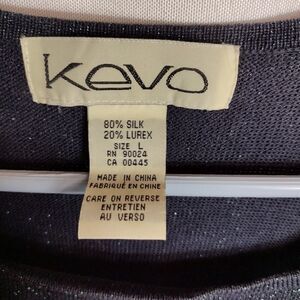 kevo
80% SILK
20% LUREX
SIZE L
RN 90024
CA 00445
MADE IN CHINA
FABRIQUÉ EN CHINE
CARE ON REVERSE
ENTRETIEN
AU VERSO